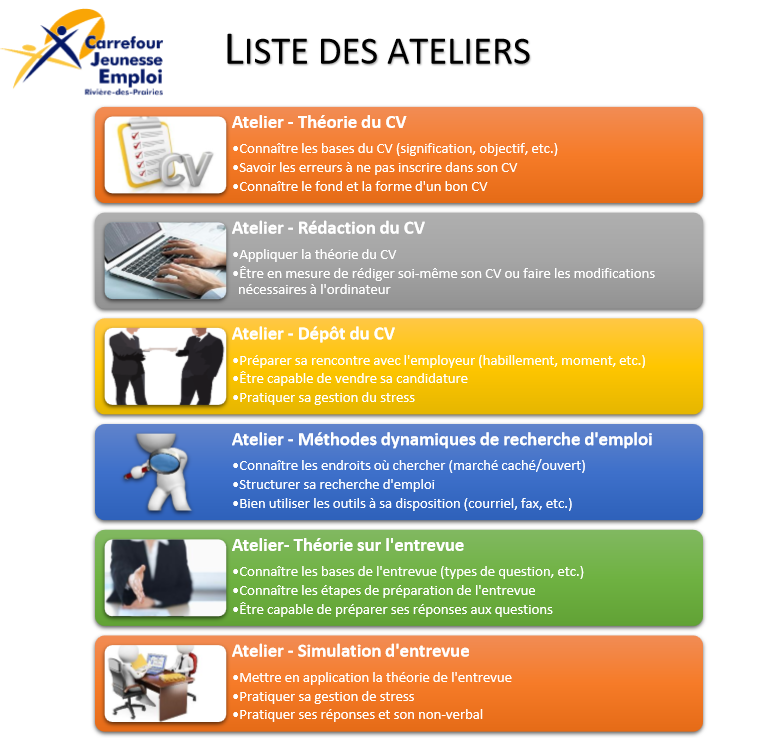 Carrefour
Jeunesse
Emploi
Rivière-des-Prairies
LISTE DES ATELIERS
Atelier - Théorie du CV
•Connaître les bases du CV (signification, objectif, etc.)
•Savoir les erreurs à ne pas inscrire dans son CV
•Connaître le fond et la forme d'un bon CV
CV
Atelier - Rédaction du CV
•Appliquer la théorie du CV
•Être en mesure de rédiger soi-même son CV ou faire les modifications
nécessaires à l'ordinateur
Atelier - Dépôt du CV
•Préparer sa rencontre avec l'employeur (habillement, moment, etc.)
•Être capable de vendre sa candidature
•Pratiquer sa gestion du stress
Atelier - Méthodes dynamiques de recherche d'emploi
•Connaître les endroits où chercher (marché caché/ouvert)
•Structurer sa recherche d'emploi
•Bien utiliser les outils à sa disposition (courriel, fax, etc.)
Atelier- Théorie sur l'entrevue
•Connaître les bases de l'entrevue (types de question, etc.)
•Connaître les étapes de préparation de l'entrevue
•Être capable de préparer ses réponses aux questions
Atelier - Simulation d'entrevue
•Mettre en application la théorie de l'entrevue
•Pratiquer sa gestion de stress
•Pratiquer ses réponses et son non-verbal